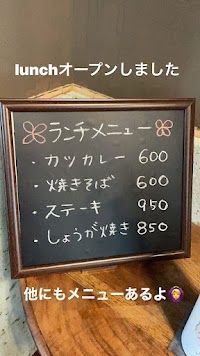 lunchオープンしました
ランチメニュー
・カツカレー 600
・焼きそば 600
・ステーキ 950
・しょうが焼き 850
他にもメニューあるよ🙆‍♀️